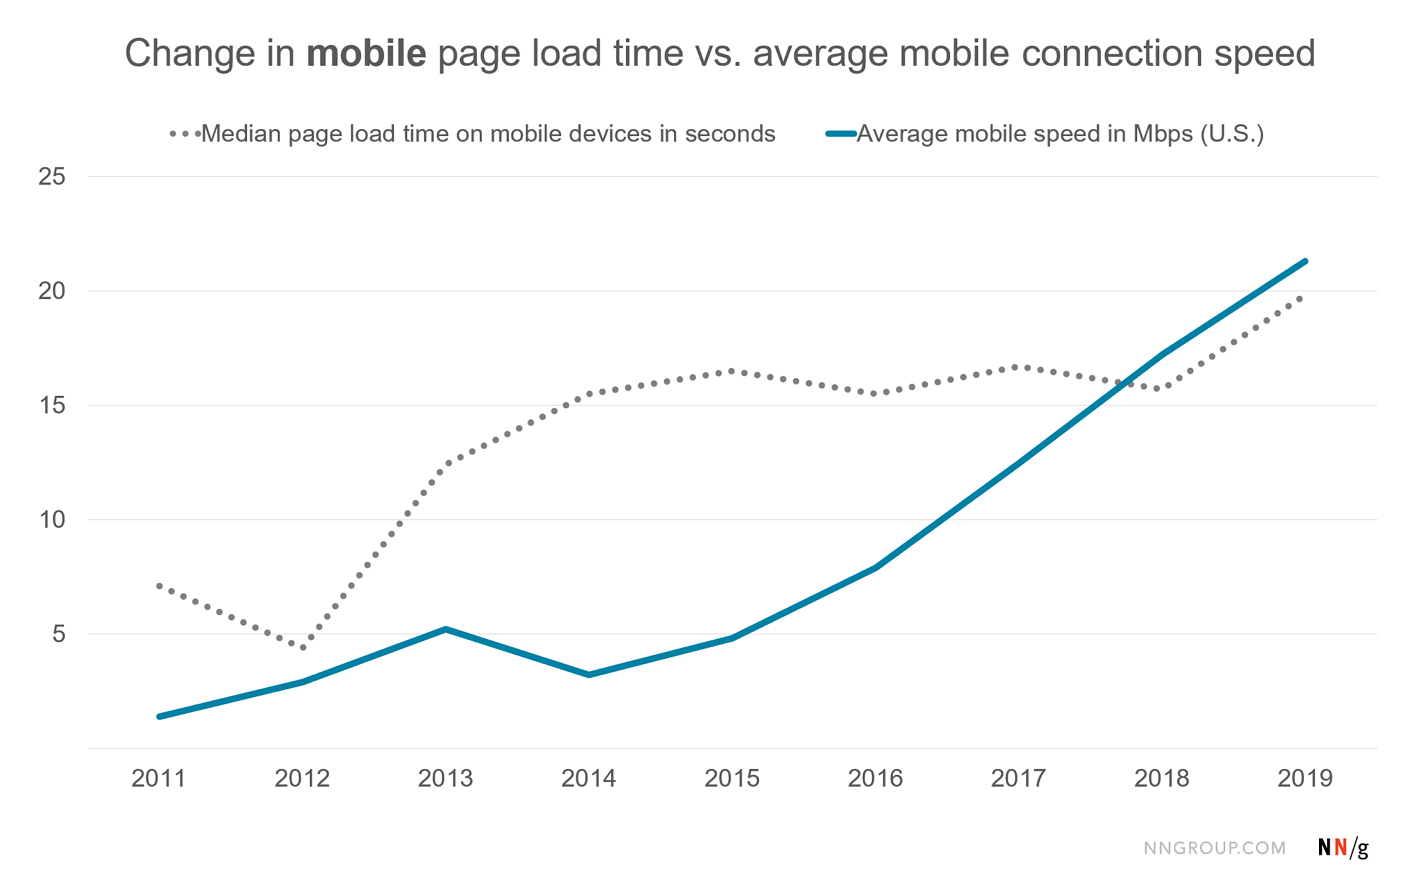 Change in mobile page load time vs. average mobile connection speed
Median page load time on mobile devices in seconds
Average mobile speed in Mbps (U.S.)
25
20
15
10
5
2011 2012 2013 2014 2015 2016 2017 2018 2019
NNGROUP.COM NN/g